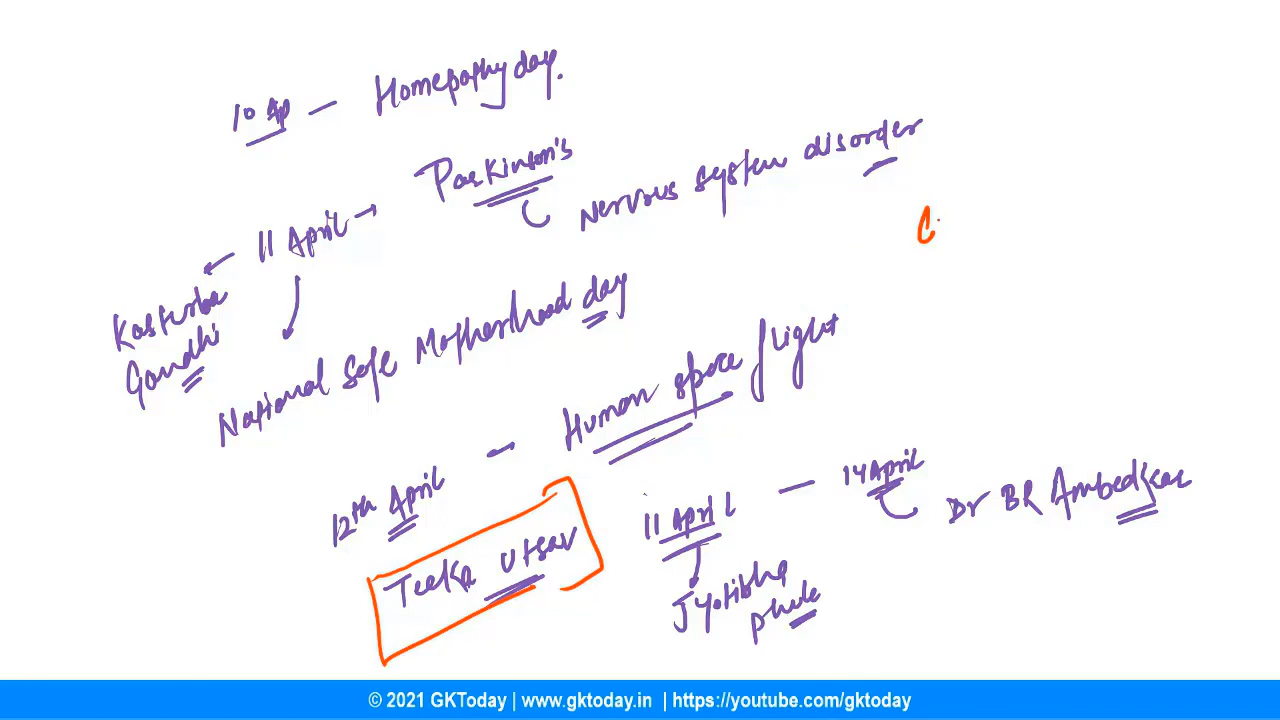 10 Ap — Homepathy day.
11 April → Parkinson's
Nervous system disorder
Kasturba
Gandhi
National Safe Motherhood day
12th April — Human space flight
Teeka Utsav
11 April — 14 April
Jyotibha
phule
Dr BR Ambedkar
© 2021 GKToday | www.gktoday.in | https://youtube.com/gktoday